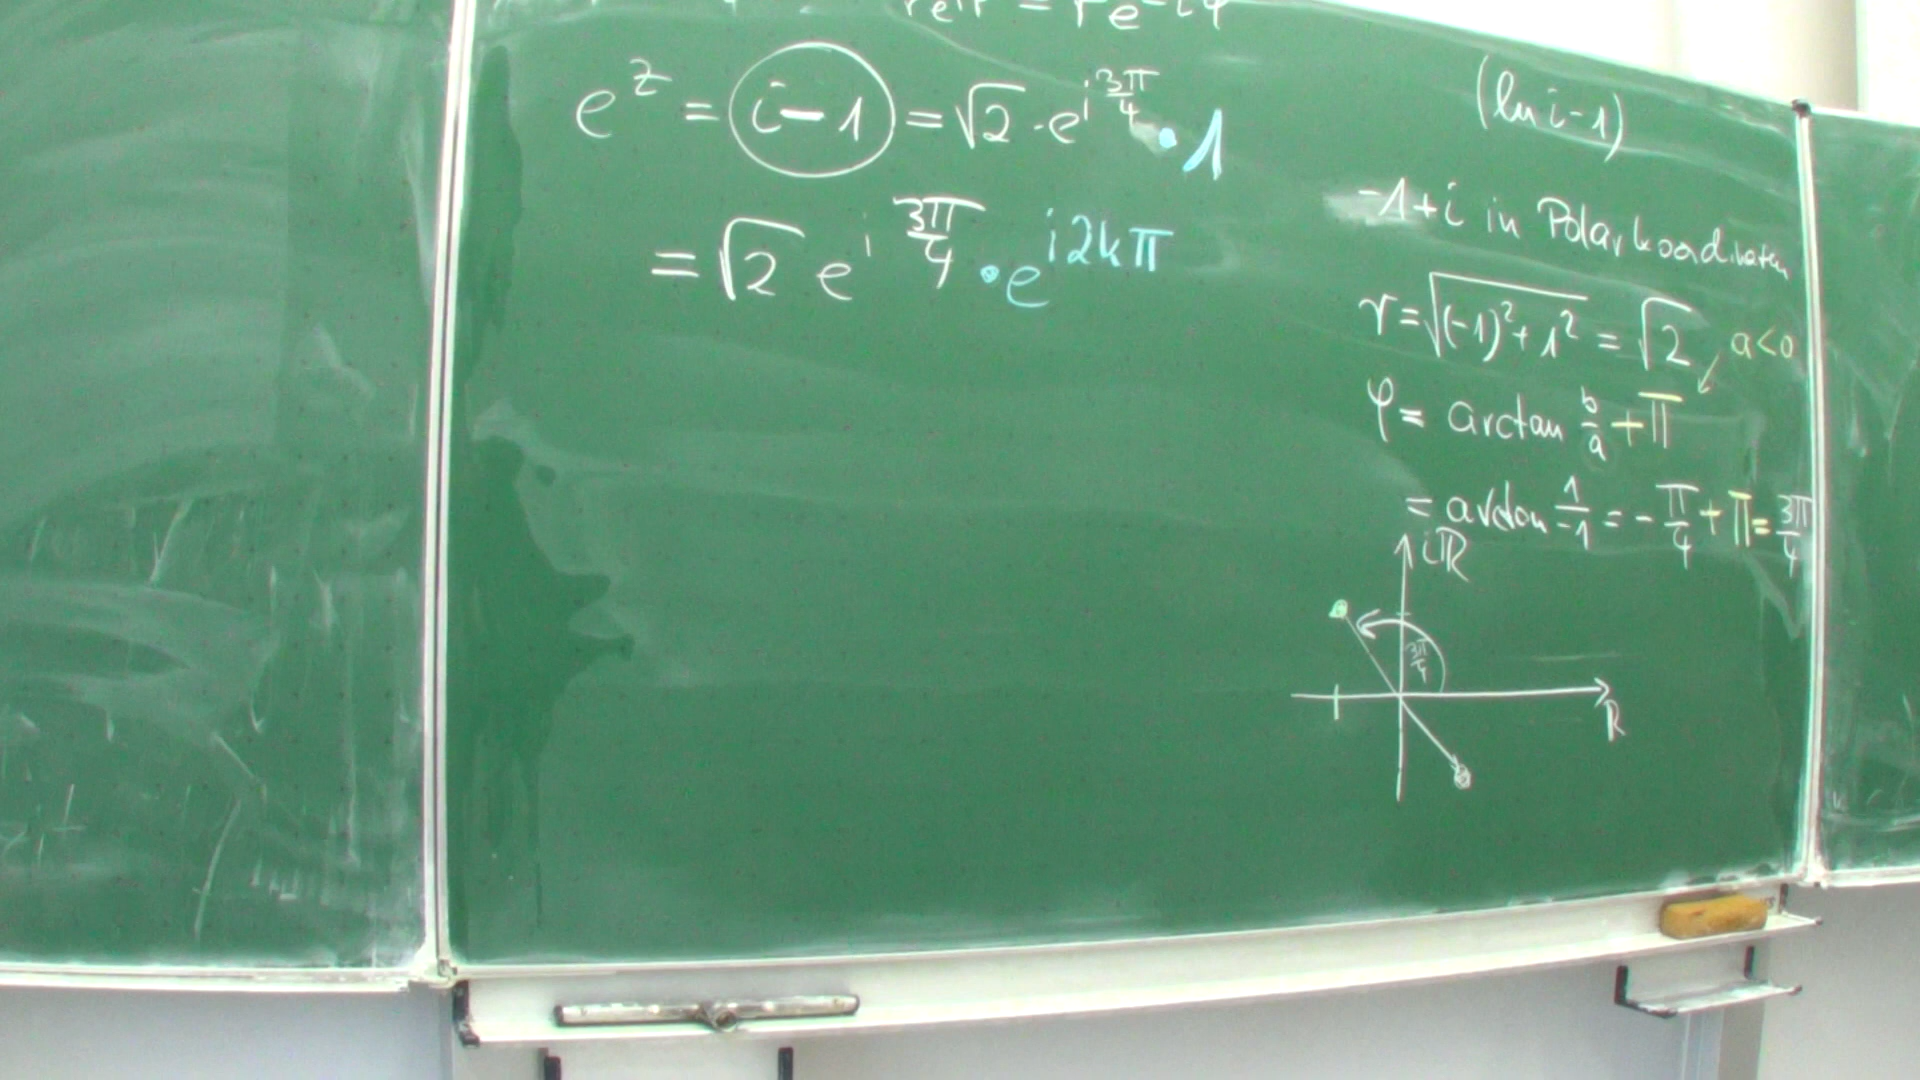 e^z = i-1 = √2 · e^{i 3π/4} · 1
= √2 e^{i 3π/4} · e^{i2kπ}
(ln i-1)
-1+i in Polarkoordinaten
r = √((-1)² + 1²) = √2
a<0
φ = arctan b/a + π
= arctan 1/-1 = - π/4 + π = 3π/4
iℝ
3π/4
ℝ